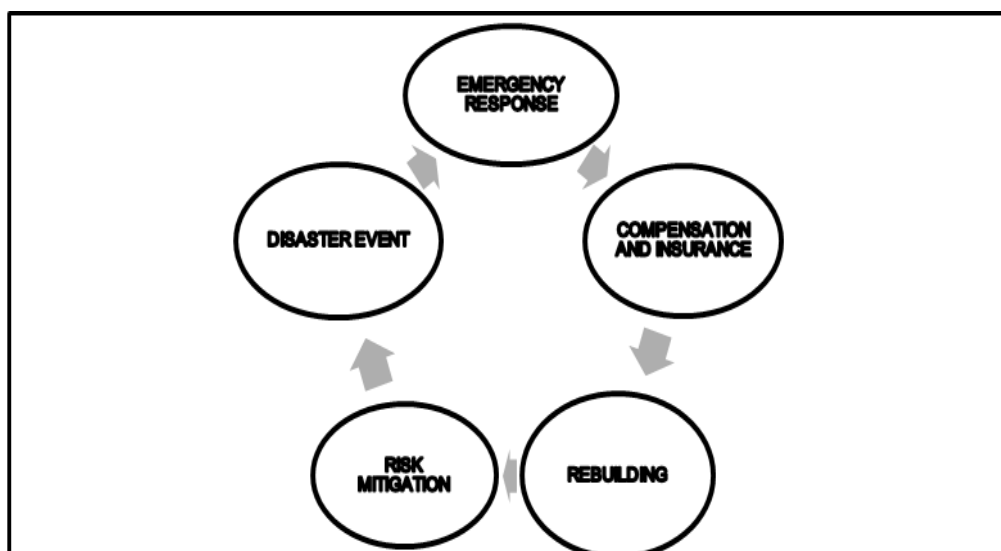 EMERGENCY
RESPONSE
DISASTER EVENT
COMPENSATION
AND INSURANCE
RISK
MITIGATION
REBUILDING